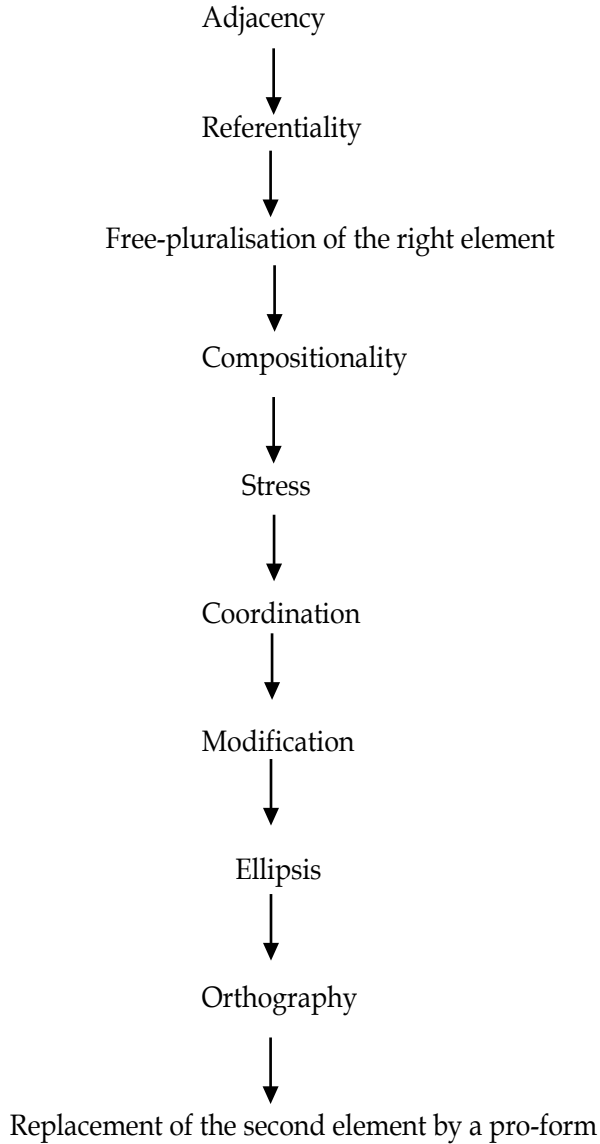 Adjacency
Referentiality
Free-pluralisation of the right element
Compositionality
Stress
Coordination
Modification
Ellipsis
Orthography
Replacement of the second element by a pro-form